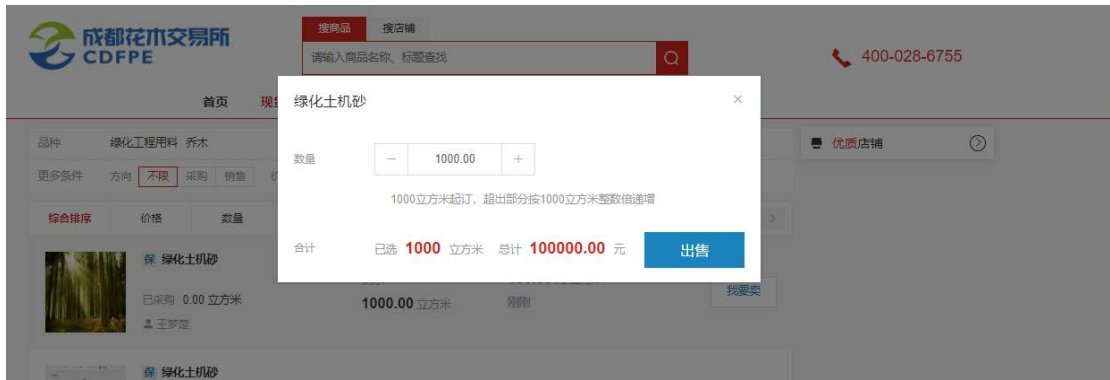 成都花木交易所
CDFPE
搜商品 搜店铺
请输入商品名称、标题查找
400-028-6755
首页
绿化土机砂 ×
品种 绿化工程用料 乔木
优质店铺
数量 － 1000.00 ＋
更多条件 方向 不限 采购 销售
1000立方米起订，超出部分按1000立方米整数倍递增
综合排序 价格 数量
合计 已选 1000 立方米 总计 100000.00 元 出售
保 绿化土机砂
我要卖
已采购 0.00 立方米
1000.00 立方米 刚刚
王梦楚
保 绿化土机砂